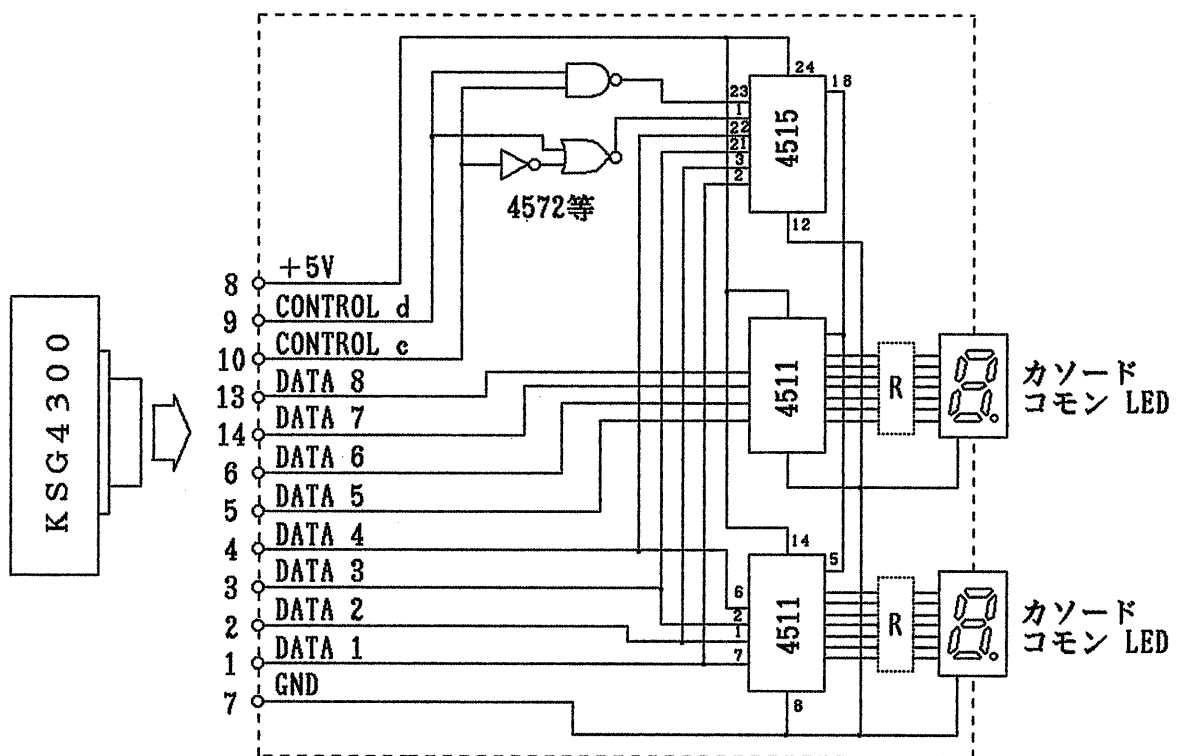 24
18
23
1
22
21
3
2
4515
12
4572等
KSG4300
8 +5V
9 CONTROL d
10 CONTROL c
13 DATA 8
14 DATA 7
6 DATA 6
5 DATA 5
4 DATA 4
3 DATA 3
2 DATA 2
1 DATA 1
7 GND
4511
R
8.
カソード
コモン LED
14
5
6
2
1
7
4511
8
R
8.
カソード
コモン LED